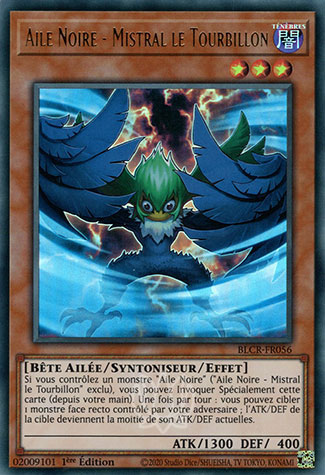 Aile Noire - Mistral le Tourbillon
TÉNÈBRES
闇
BLCR-FR056
[Bête Ailée/Syntoniseur/Effet]
Si vous contrôlez un monstre "Aile Noire" ("Aile Noire - Mistral
le Tourbillon" exclu), vous pouvez Invoquer Spécialement cette
carte (depuis votre main). Une fois par tour : vous pouvez cibler
1 monstre face recto contrôlé par votre adversaire ; l'ATK/DEF de
la cible deviennent la moitié de son ATK/DEF actuelles.
ATK/1300 DEF/ 400
02009101 1ère Édition ©2020 Studio Dice/SHUEISHA, TV TOKYO, KONAMI